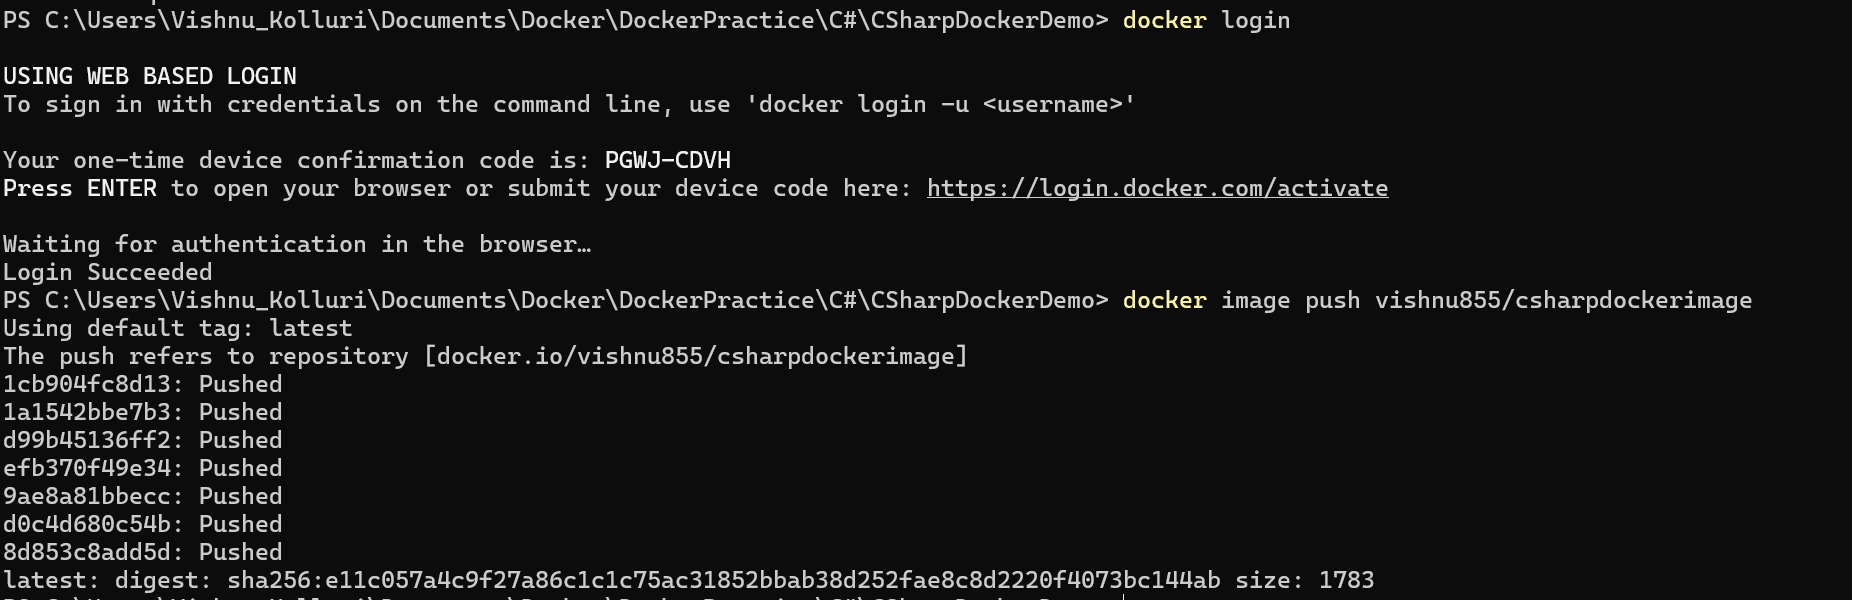 PS C:\Users\Vishnu_Kolluri\Documents\Docker\DockerPractice\C#\CSharpDockerDemo> docker login
USING WEB BASED LOGIN
To sign in with credentials on the command line, use 'docker login -u <username>'
Your one-time device confirmation code is: PGWJ-CDVH
Press ENTER to open your browser or submit your device code here: https://login.docker.com/activate
Waiting for authentication in the browser…
Login Succeeded
PS C:\Users\Vishnu_Kolluri\Documents\Docker\DockerPractice\C#\CSharpDockerDemo> docker image push vishnu855/csharpdockerimage
Using default tag: latest
The push refers to repository [docker.io/vishnu855/csharpdockerimage]
1cb904fc8d13: Pushed
1a1542bbe7b3: Pushed
d99b45136ff2: Pushed
efb370f49e34: Pushed
9ae8a81bbecc: Pushed
d0c4d680c54b: Pushed
8d853c8add5d: Pushed
latest: digest: sha256:e11c057a4c9f27a86c1c1c75ac31852bbab38d252fae8c8d2220f4073bc144ab size: 1783